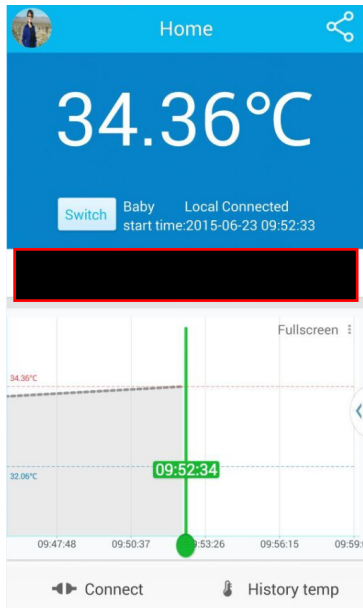 Home
34.36°C
Switch
Baby Local Connected
start time:2015-06-23 09:52:33
Fullscreen
34.36°C
32.06°C
09:52:34
09:47:48 09:50:37 9:53:26 09:56:15 09:59:
Connect History temp